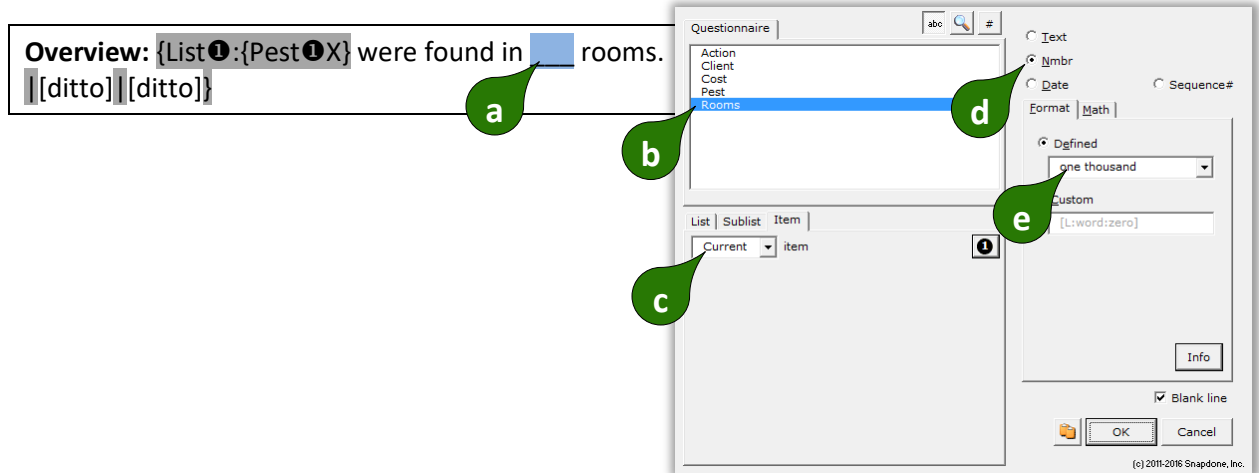 Overview: {List❶:{Pest❶X} were found in ___ rooms.
|[ditto]|[ditto]}
a
Questionnaire
abc
#
Action
Client
Cost
Pest
Rooms
b
List
Sublist
Item
Current
item
❶
c
Text
Nmbr
Date
Sequence#
d
Format
Math
Defined
one thousand
Custom
[L:word:zero]
e
Info
Blank line
OK
Cancel
(c) 2011-2016 Snapdone, Inc.